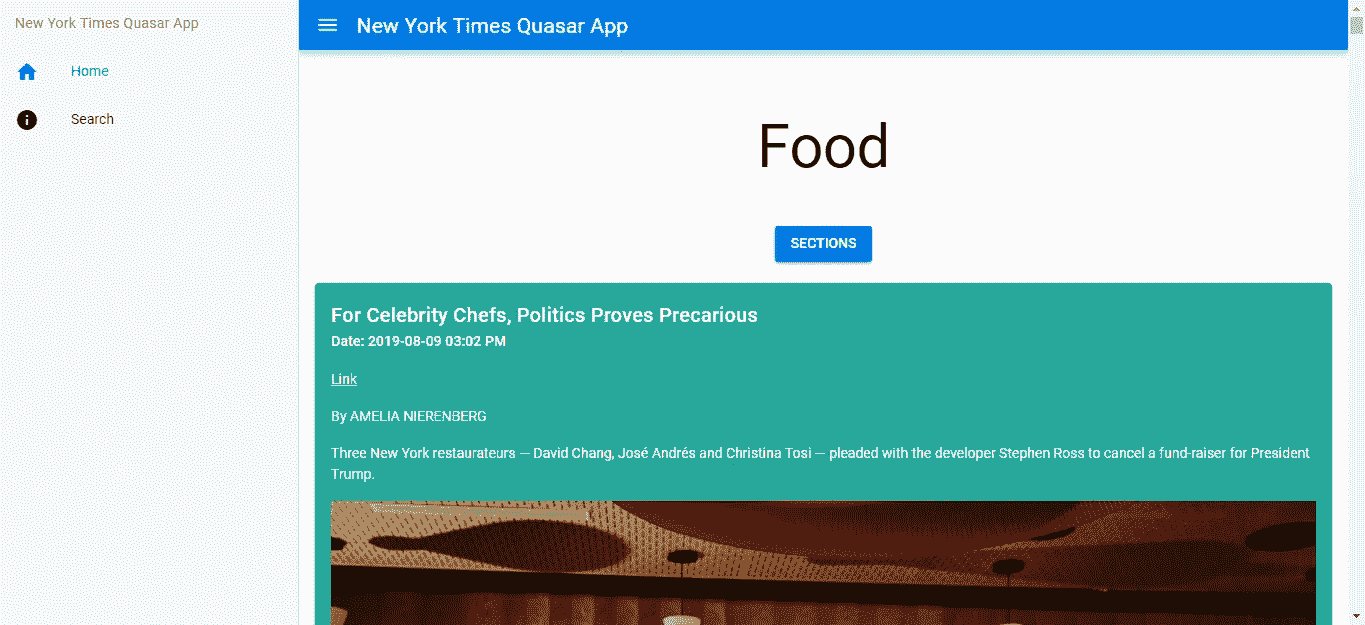 New York Times Quasar App
Home
Search
New York Times Quasar App
Food
SECTIONS
For Celebrity Chefs, Politics Proves Precarious
Date: 2019-08-09 03:02 PM
Link
By AMELIA NIERENBERG
Three New York restaurateurs — David Chang, José Andrés and Christina Tosi — pleaded with the developer Stephen Ross to cancel a fund-raiser for President
Trump.